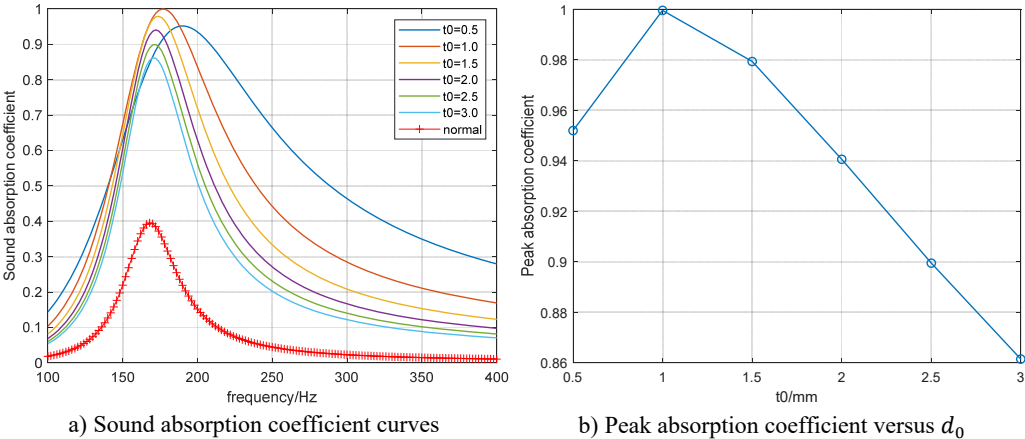 1
0.9
0.8
0.7
0.6
0.5
0.4
0.3
0.2
0.1
0
Sound absorption coefficient
t0=0.5
t0=1.0
t0=1.5
t0=2.0
t0=2.5
t0=3.0
normal
100 150 200 250 300 350 400
frequency/Hz
a) Sound absorption coefficient curves
1
0.98
0.96
0.94
0.92
0.9
0.88
0.86
Peak absorption coefficient
0.5 1 1.5 2 2.5 3
t0/mm
b) Peak absorption coefficient versus d₀